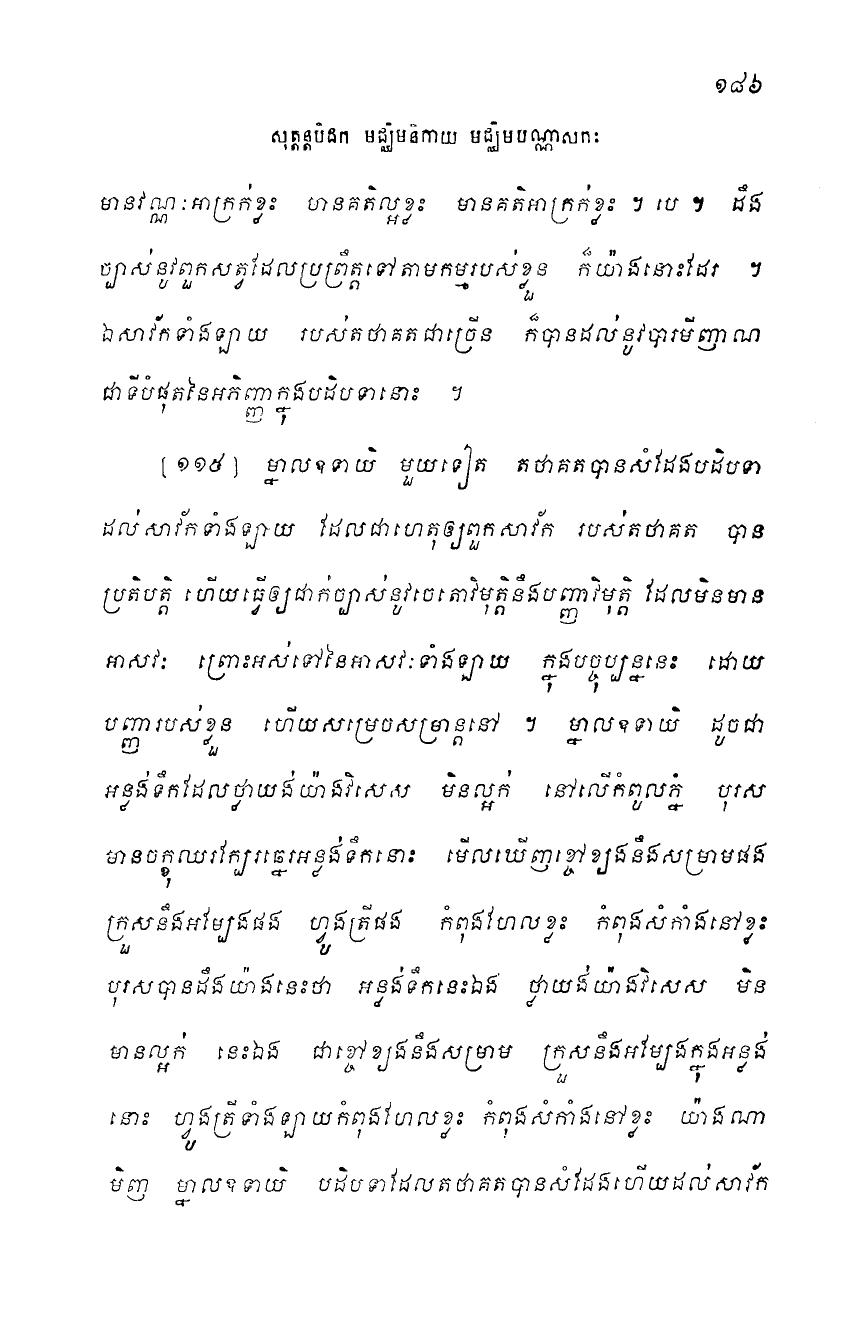 ១៨៦
សុត្តន្តបិដក មជ្ឈិមនិកាយ មជ្ឈិមបណ្ណាសកៈ
មានវណ្ណៈអាក្រក់ខ្លះ មានគតិល្អខ្លះ មានគតិអាក្រក់ខ្លះ ។ បេ ។ ដឹង
ច្បាស់នូវពួកសត្វដែលប្រព្រឹត្តទៅតាមកម្មរបស់ខ្លួន ក៏យ៉ាងនោះដែរ ។
ឯសាវ័កទាំងឡាយ របស់តថាគតជាច្រើន ក៏បានដល់នូវបារមីញាណ
ជាទីបំផុតនៃអភិញ្ញាក្នុងបដិបទានោះ ។
[១១៥] ម្នាលឧទាយិ មួយទៀត តថាគតបានសំដែងបដិបទា
ដល់សាវ័កទាំងឡាយ ដែលជាហេតុឲ្យពួកសាវ័ក របស់តថាគត បាន
ប្រតិបត្តិ ហើយធ្វើឲ្យជាក់ច្បាស់នូវចេតោវិមុត្តិនឹងបញ្ញាវិមុត្តិ ដែលមិនមាន
អាសវៈ ព្រោះអស់ទៅនៃអាសវៈទាំងឡាយ ក្នុងបច្ចុប្បន្ននេះ ដោយ
បញ្ញារបស់ខ្លួន ហើយសម្រេចសម្រាន្តនៅ ។ ម្នាលឧទាយិ ដូចជា
អន្លង់ទឹកដែលថ្លាយង់យ៉ាងវិសេស មិនល្អក់ នៅលើកំពូលភ្នំ បុរស
មានចក្ខុឈរក្បែរច្នេរអន្លង់ទឹកនោះ មើលឃើញខ្ចៅខ្យងនឹងសម្រាមផង
ក្រួសនឹងអម្បែងផង ហ្វូងត្រីផង កំពុងហែលខ្លះ កំពុងសំកាំងនៅខ្លះ
បុរសបានដឹងយ៉ាងនេះថា អន្លង់ទឹកនេះឯង ថ្លាយង់យ៉ាងវិសេស មិន
មានល្អក់ នេះឯង ជាខ្ចៅខ្យងនឹងសម្រាម ក្រួសនឹងអម្បែងក្នុងអន្លង់
នោះ ហ្វូងត្រីទាំងឡាយកំពុងហែលខ្លះ កំពុងសំកាំងនៅខ្លះ យ៉ាងណា
មិញ ម្នាលឧទាយិ បដិបទាដែលតថាគតបានសំដែងហើយដល់សាវ័ក